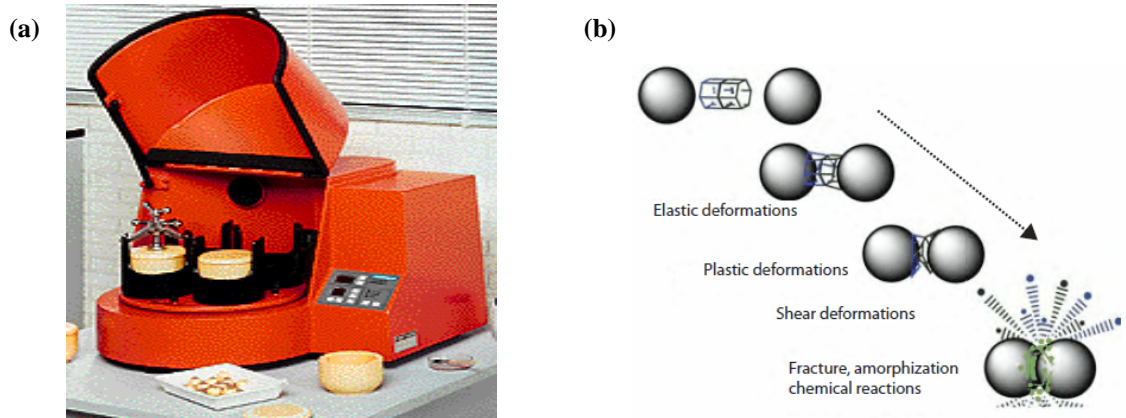 (a)
(b)
Elastic deformations
Plastic deformations
Shear deformations
Fracture, amorphization
chemical reactions